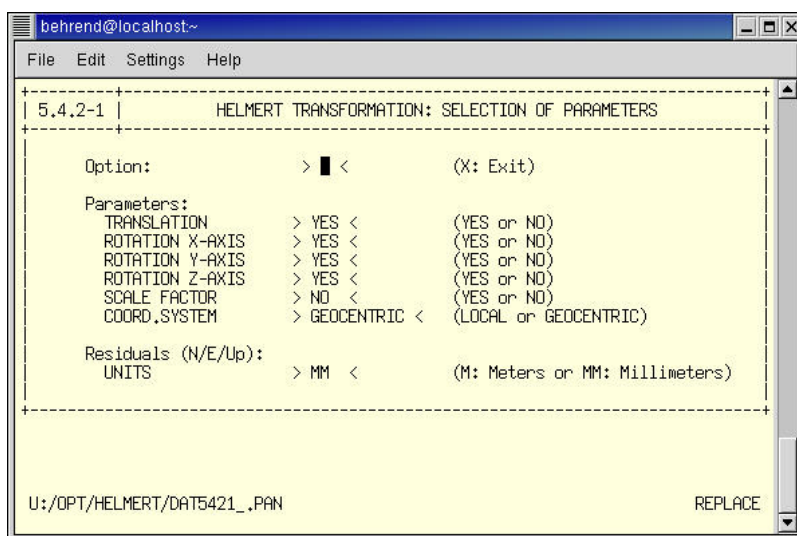 behrend@localhost:~
File Edit Settings Help
5.4.2-1 | HELMERT TRANSFORMATION: SELECTION OF PARAMETERS
Option: > < (X: Exit)
Parameters:
TRANSLATION > YES < (YES or NO)
ROTATION X-AXIS > YES < (YES or NO)
ROTATION Y-AXIS > YES < (YES or NO)
ROTATION Z-AXIS > YES < (YES or NO)
SCALE FACTOR > NO < (YES or NO)
COORD.SYSTEM > GEOCENTRIC < (LOCAL or GEOCENTRIC)
Residuals (N/E/Up):
UNITS > MM < (M: Meters or MM: Millimeters)
U:/OPT/HELMERT/DAT5421_.PAN REPLACE